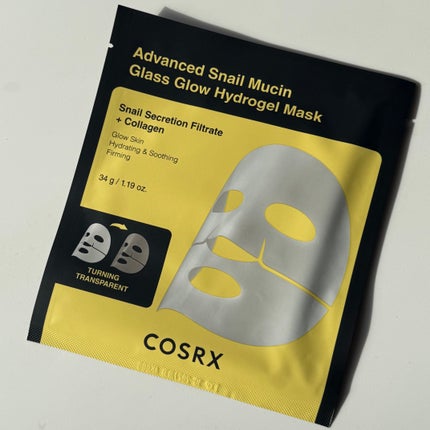 Advanced Snail Mucin
Glass Glow Hydrogel Mask
Snail Secretion Filtrate
+ Collagen
Glow Skin
Hydrating & Soothing
Firming
34 g / 1.19 oz.
TURNING
TRANSPARENT
COSRX